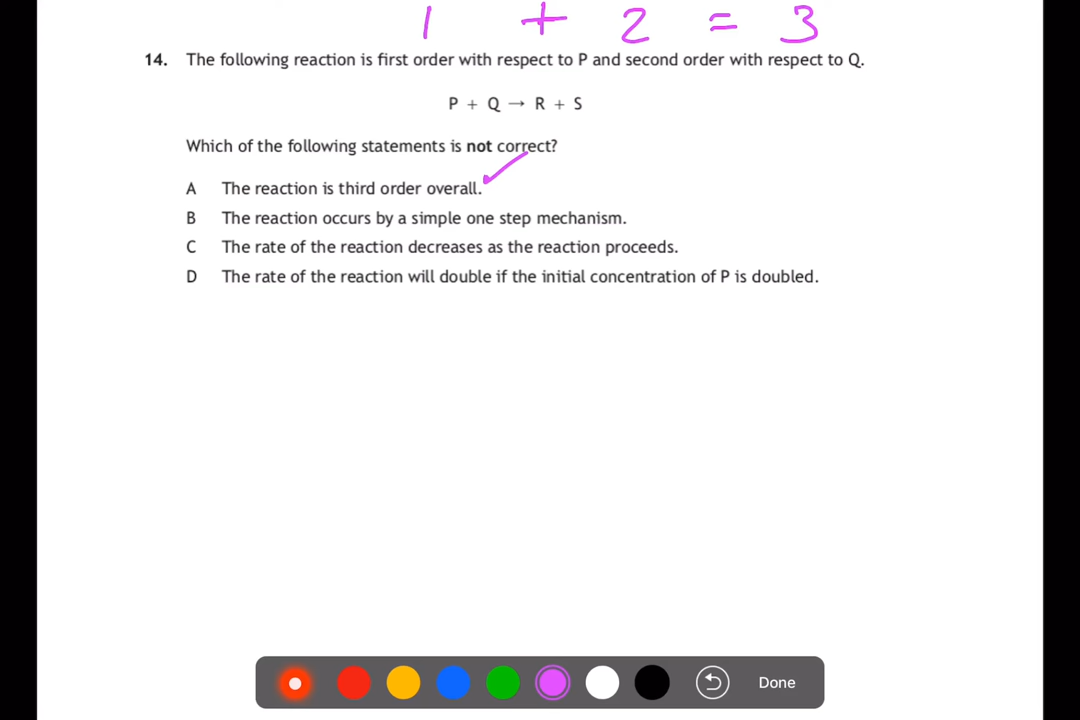 1 + 2 = 3
14. The following reaction is first order with respect to P and second order with respect to Q.
P + Q → R + S
Which of the following statements is not correct?
A The reaction is third order overall.
B The reaction occurs by a simple one step mechanism.
C The rate of the reaction decreases as the reaction proceeds.
D The rate of the reaction will double if the initial concentration of P is doubled.
Done